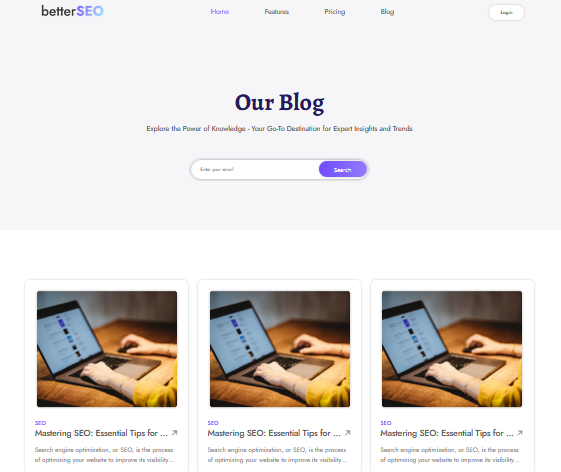 betterSEO
Home
Features
Pricing
Blog
Login
Our Blog
Explore the Power of Knowledge - Your Go-To Destination for Expert Insights and Trends
Enter your email
Search
SEO
Mastering SEO: Essential Tips for ...
Search engine optimization, or SEO, is the process
of optimizing your website to improve its visibility...
SEO
Mastering SEO: Essential Tips for ...
Search engine optimization, or SEO, is the process
of optimizing your website to improve its visibility...
SEO
Mastering SEO: Essential Tips for ...
Search engine optimization, or SEO, is the process
of optimizing your website to improve its visibility...